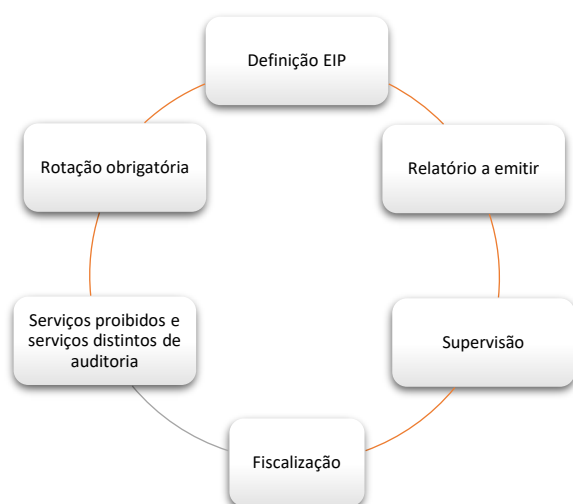 Definição EIP
Relatório a emitir
Supervisão
Fiscalização
Serviços proibidos e
serviços distintos de
auditoria
Rotação obrigatória